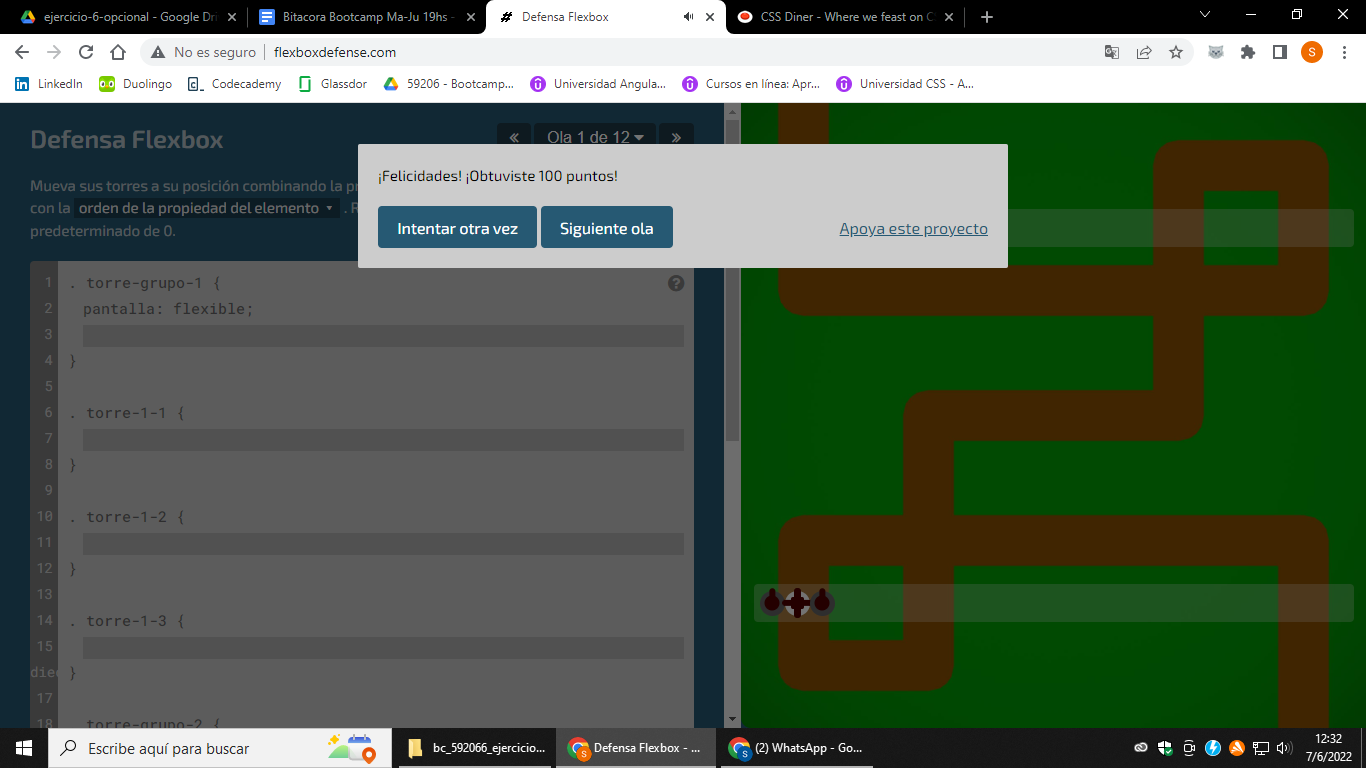 ejercicio-6-opcional - Google Dri
Bitacora Bootcamp Ma-Ju 19hs -
Defensa Flexbox
CSS Diner - Where we feast on C
No es seguro
flexboxdefense.com
S
LinkedIn
Duolingo
Codecademy
Glassdor
59206 - Bootcamp...
Universidad Angula...
Cursos en línea: Apr...
Universidad CSS - A...
Defensa Flexbox
« Ola 1 de 12 »
Mueva sus torres a su posición combinando la pr
con la orden de la propiedad del elemento . R
predeterminado de 0.
¡Felicidades! ¡Obtuviste 100 puntos!
Intentar otra vez
Siguiente ola
Apoya este proyecto
1 . torre-grupo-1 {
?
2 pantalla: flexible;
3
4 }
5
6 . torre-1-1 {
7
8 }
9
10 . torre-1-2 {
11
12 }
13
14 . torre-1-3 {
15
}
17
18 . torre-grupo-2 {
Escribe aquí para buscar
bc_592066_ejercicio...
Defensa Flexbox - ...
(2) WhatsApp - Go...
12:32
7/6/2022